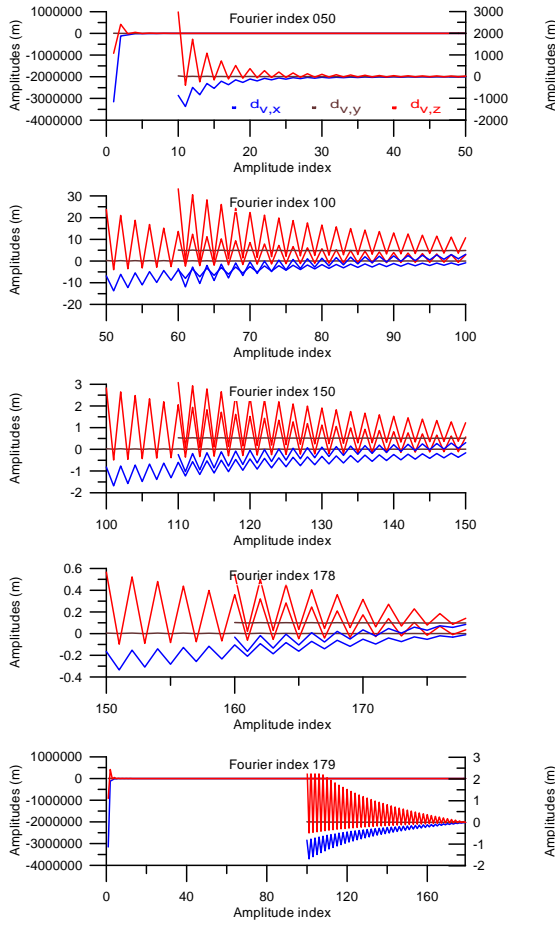 Fourier index 050
1000000
0
-1000000
-2000000
-3000000
-4000000
Amplitudes (m)
3000
2000
1000
0
-1000
-2000
Amplitudes (m)
d v,x
d v,y
d v,z
0 10 20 30 40 50
Amplitude index
Fourier index 100
30
25
20
15
10
5
0
-10
-20
Amplitudes (m)
50 60 70 80 90 100
Amplitude index
Fourier index 150
3
2
1
0
-1
-2
Amplitudes (m)
100 110 120 130 140 150
Amplitude index
Fourier index 178
0.6
0.4
0.2
0
-0.2
-0.4
Amplitudes (m)
150 160 170
Amplitude index
Fourier index 179
1000000
0
-1000000
-2000000
-3000000
-4000000
Amplitudes (m)
3
2
1
0
-1
-2
Amplitudes (m)
0 40 80 120 160
Amplitude index